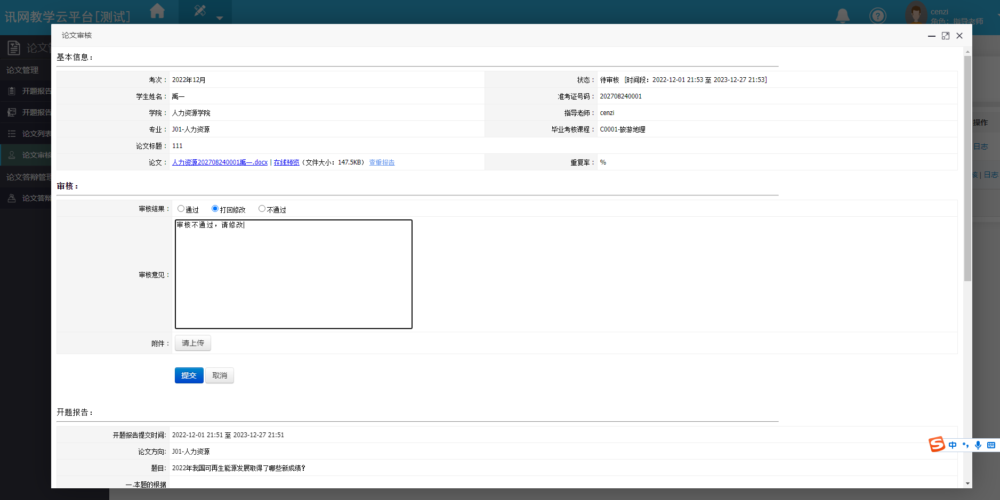 讯网教学云平台[测试]
cenzi
角色：指导老师
论文管理
开题报告
开题报告
论文列表
论文审核
论文答辩管理
论文答辩
操作
日志
核 | 日志
论文审核
基本信息：
考次： 2022年12月 状态： 待审核 [时间段：2022-12-01 21:53 至 2023-12-27 21:53]
学生姓名： 禹一 准考证号码： 202708240001
学院： 人力资源学院 指导老师： cenzi
专业： J01-人力资源 毕业考核课程： C0001-旅游地理
论文标题： 111
论文： 人力资源202708240001禹一.docx | 在线预览（文件大小：147.5KB） 查重报告 重复率： %
审核：
审核结果： 通过 打回修改 不通过
审核意见： 审核不通过，请修改
附件： 请上传
提交 取消
开题报告：
开题报告提交时间: 2022-12-01 21:51 至 2023-12-27 21:51
论文方向: J01-人力资源
题目: 2022年我国可再生能源发展取得了哪些新成绩？
一.本题的根据
中